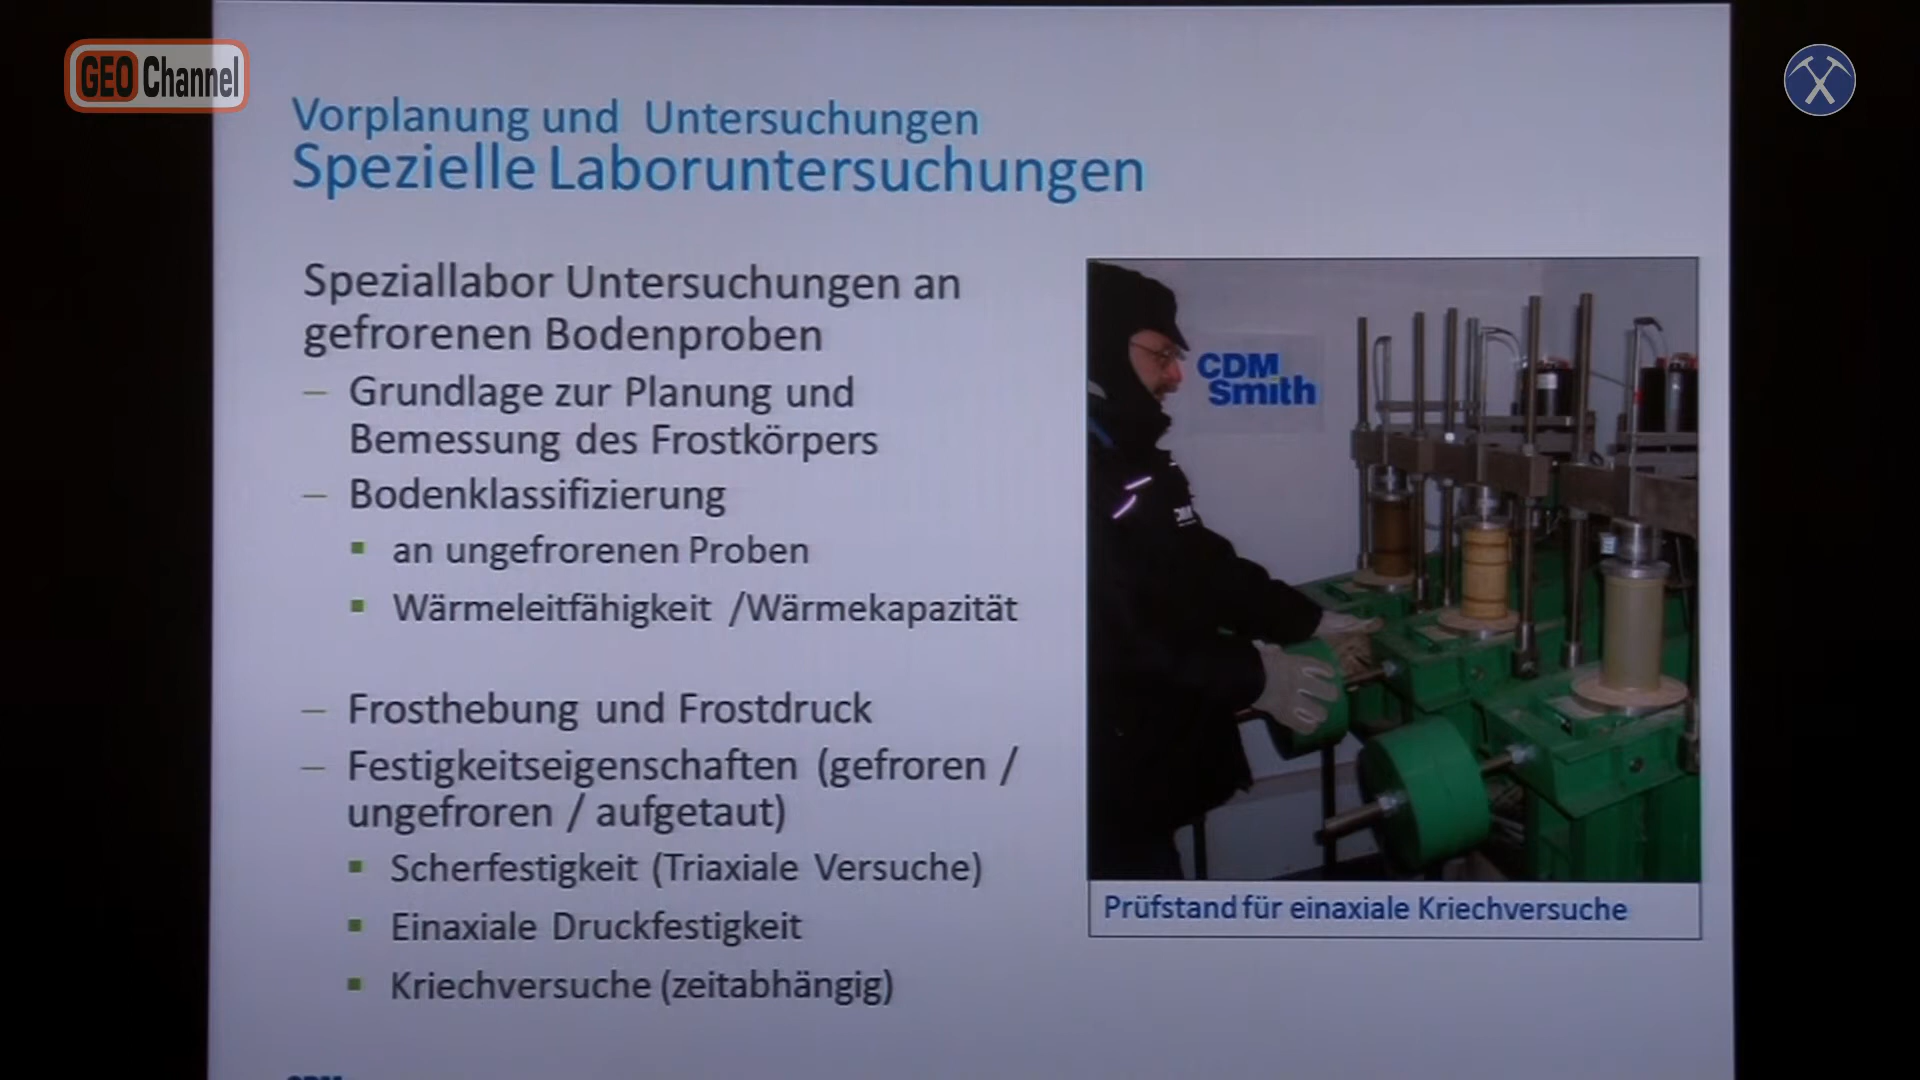 GEO Channel
Vorplanung und Untersuchungen
Spezielle Laboruntersuchungen
Speziallabor Untersuchungen an
gefrorenen Bodenproben
– Grundlage zur Planung und
Bemessung des Frostkörpers
– Bodenklassifizierung
▪ an ungefrorenen Proben
▪ Wärmeleitfähigkeit /Wärmekapazität
– Frosthebung und Frostdruck
– Festigkeitseigenschaften (gefroren /
ungefroren / aufgetaut)
▪ Scherfestigkeit (Triaxiale Versuche)
▪ Einaxiale Druckfestigkeit
▪ Kriechversuche (zeitabhängig)
CDM
Smith
Prüfstand für einaxiale Kriechversuche